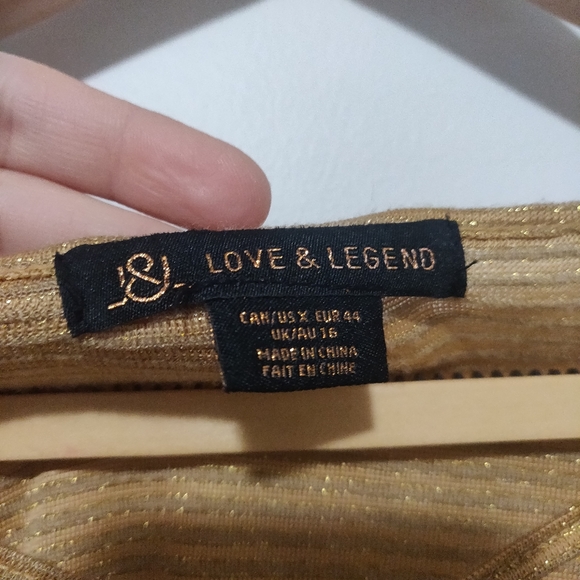 L&L LOVE & LEGEND
CAN/US X EUR 44
UK/AU 16
MADE IN CHINA
FAIT EN CHINE